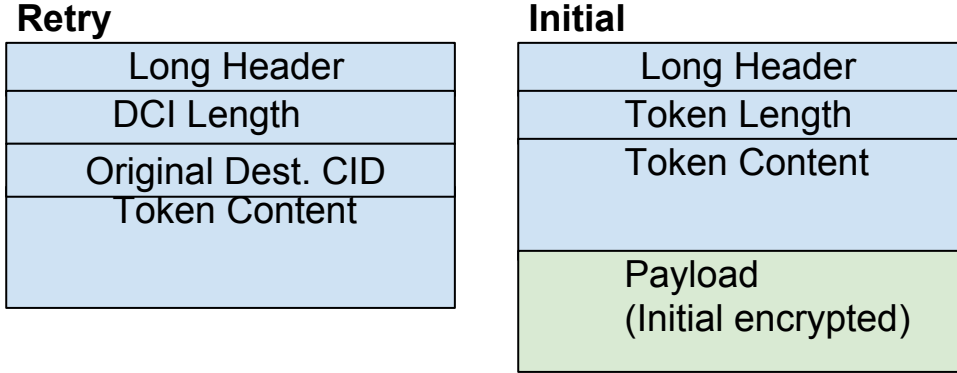 Retry
Long Header
DCI Length
Original Dest. CID
Token Content
Initial
Long Header
Token Length
Token Content
Payload
(Initial encrypted)